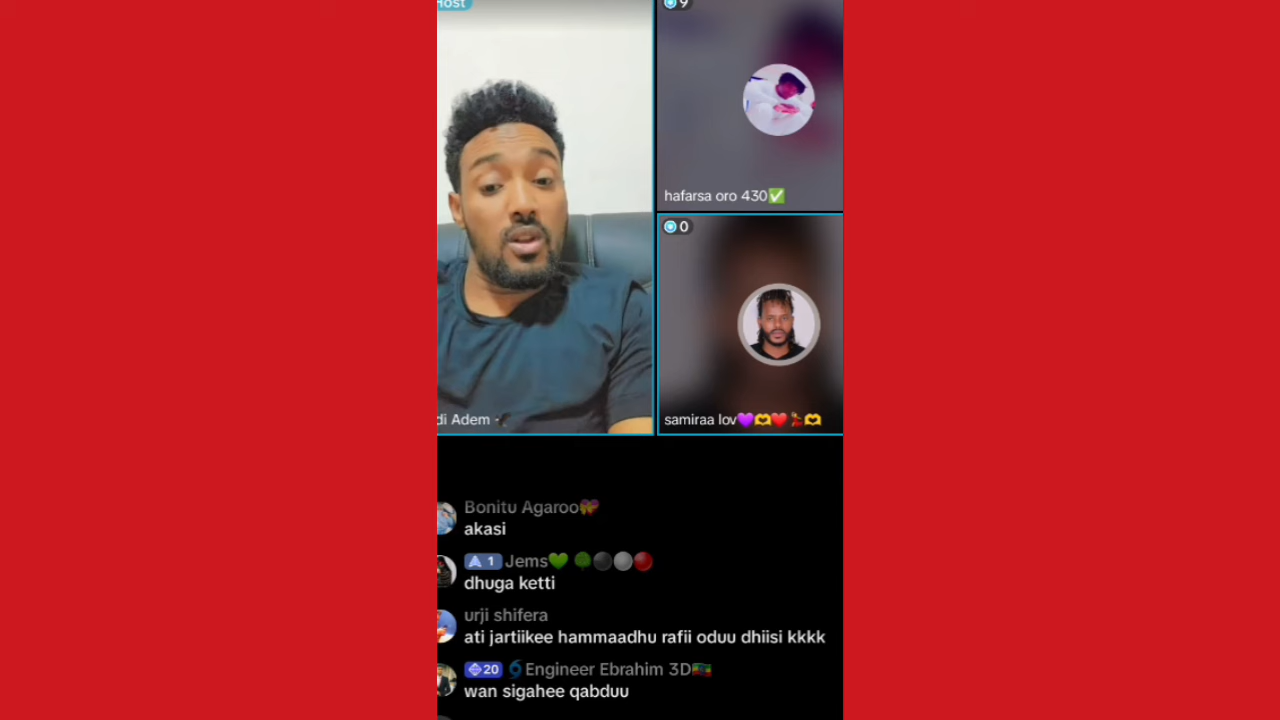 Host
9
hafarsa oro 430✅
0
di Adem
samiraa lov💜🫶❤️💃🫶
Bonitu Agaroo💝
akasi
1 Jems💚🌳⚫⚪🔴
dhuga ketti
urji shifera
ati jartiikee hammaadhu rafii oduu dhiisi kkkk
20 🌀Engineer Ebrahim 3D🇪🇹
wan sigahee qabduu